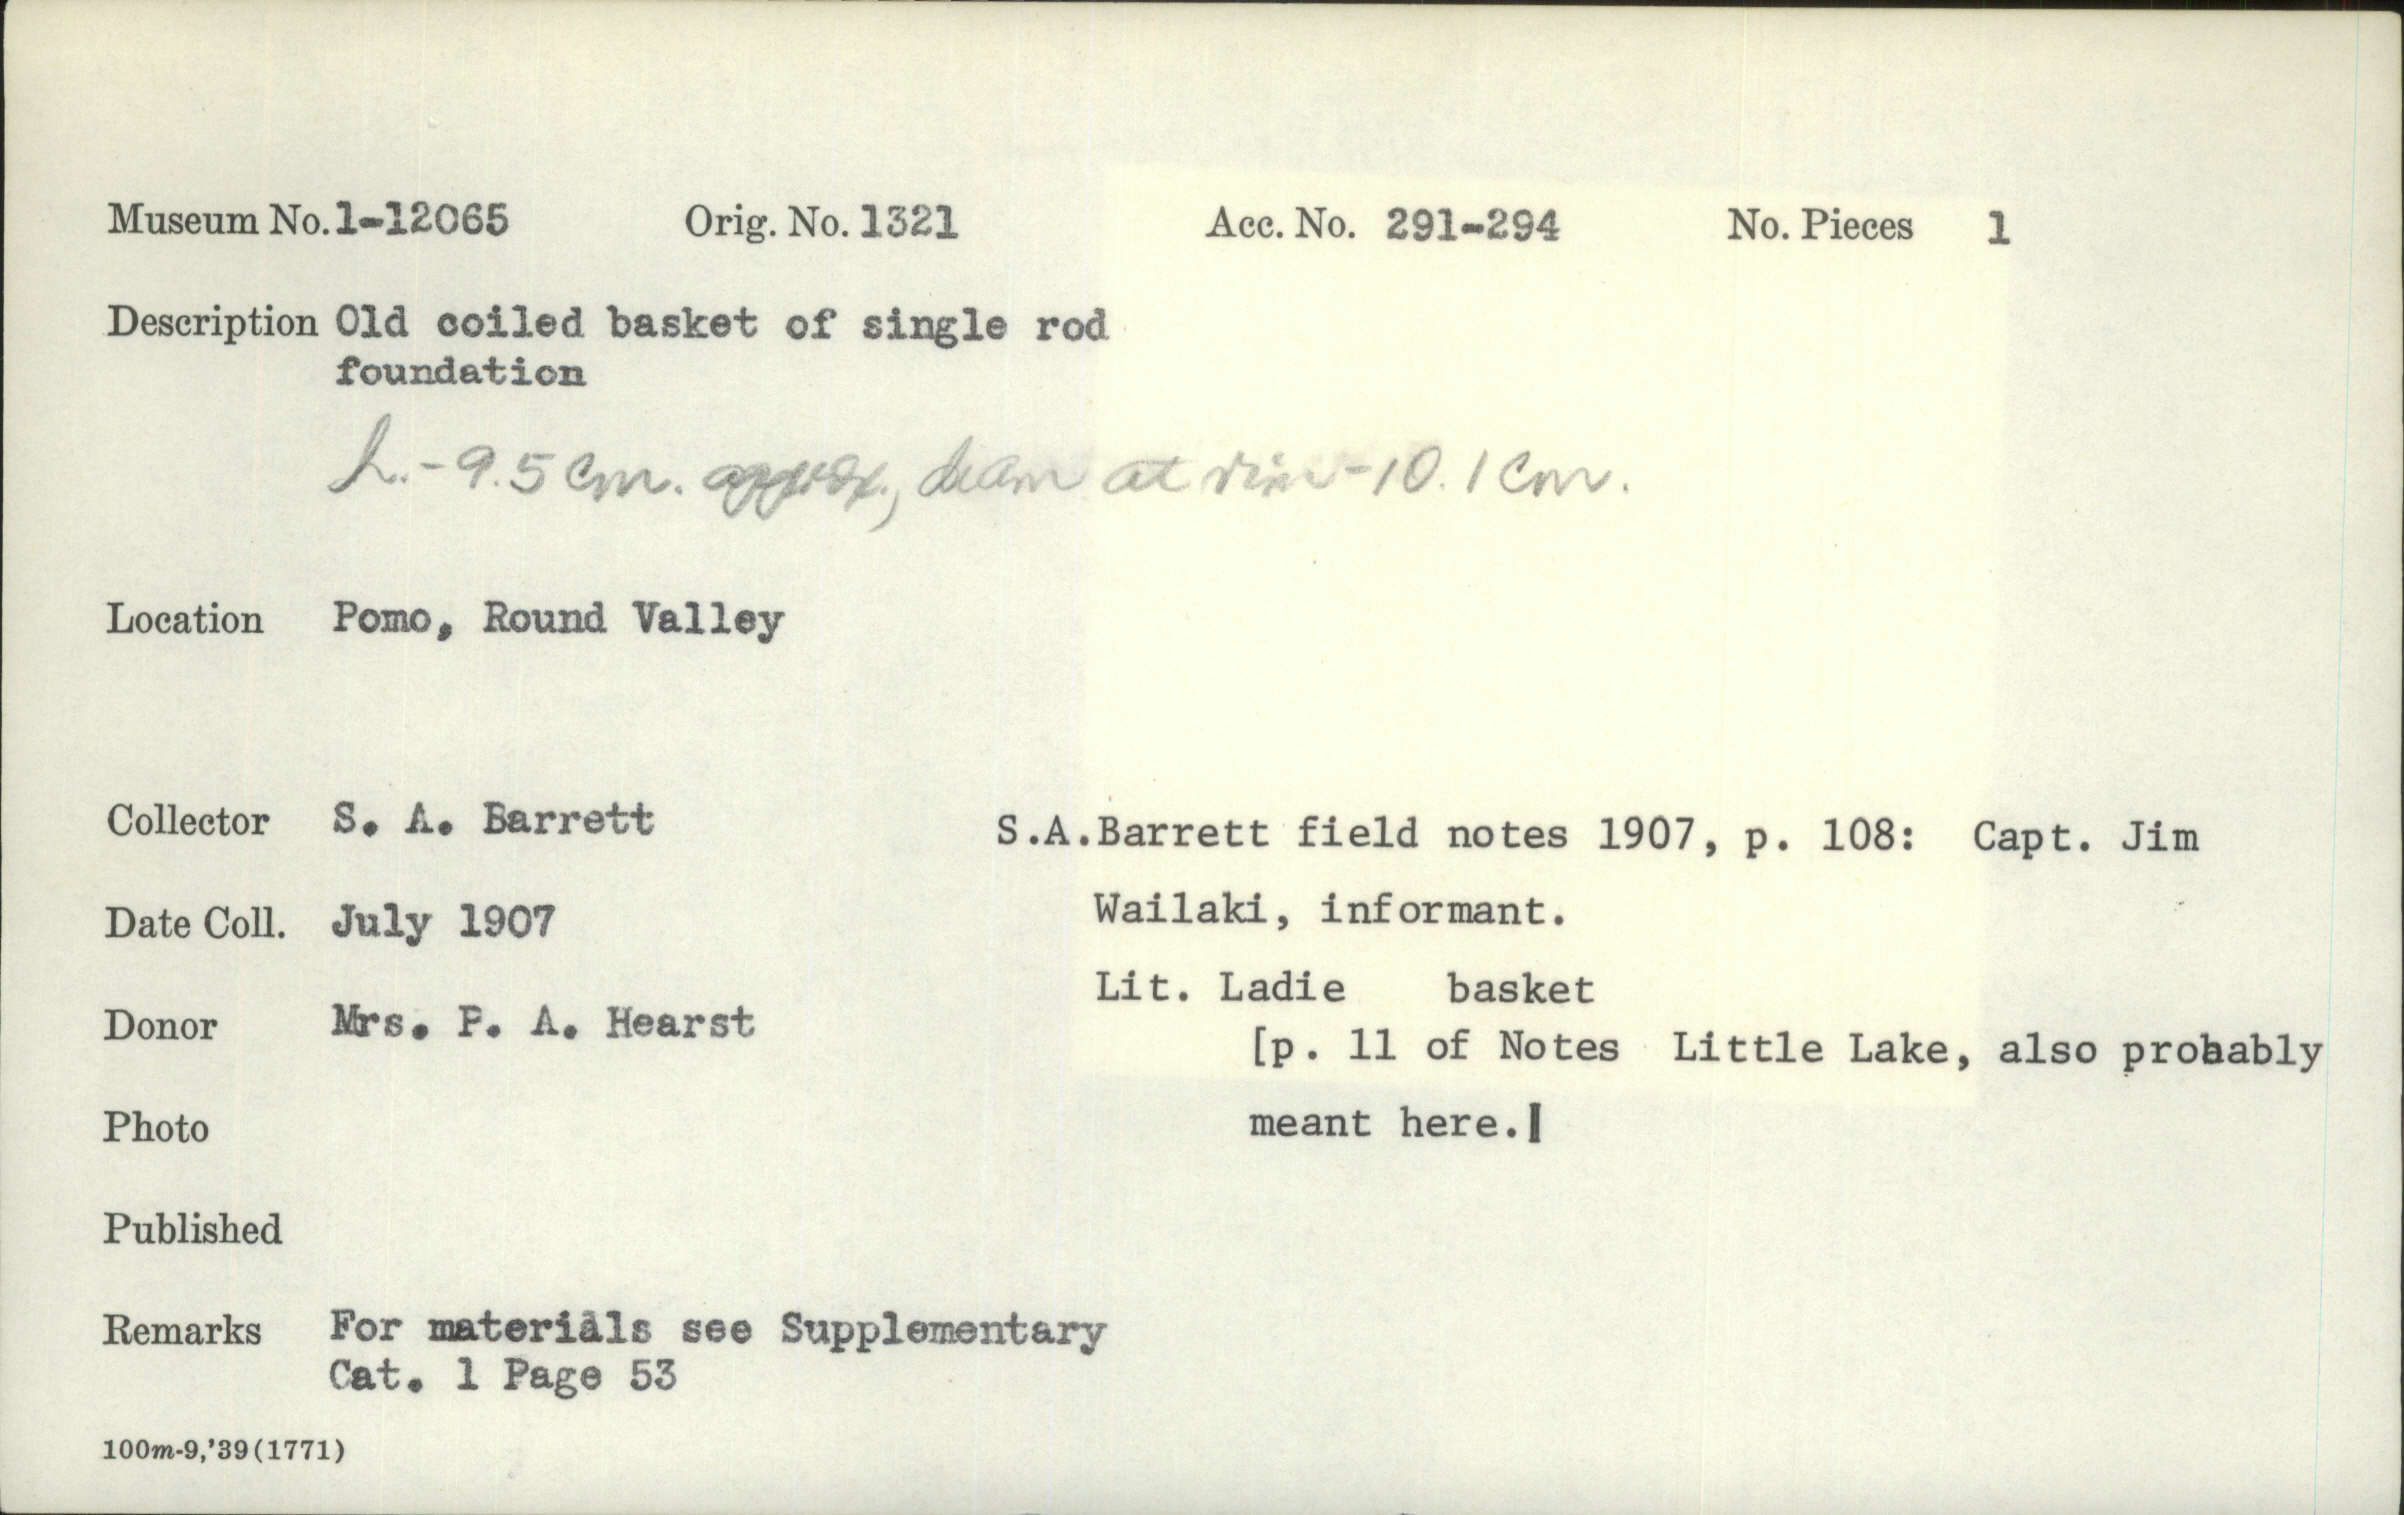 Museum No. 1-12065 Orig. No. 1321 Acc. No. 291-294 No. Pieces 1
Description Old coiled basket of single rod
foundation
h. - 9.5 cm. approx., diam at rim - 10.1 cm.
Location Pomo, Round Valley
Collector S. A. Barrett
S.A.Barrett field notes 1907, p. 108: Capt. Jim
Wailaki, informant.
Date Coll. July 1907
Lit. Ladie basket
Donor Mrs. P. A. Hearst
[p. 11 of Notes Little Lake, also probably
meant here.]
Photo
Published
Remarks For materials see Supplementary
Cat. 1 Page 53
100m-9,'39(1771)